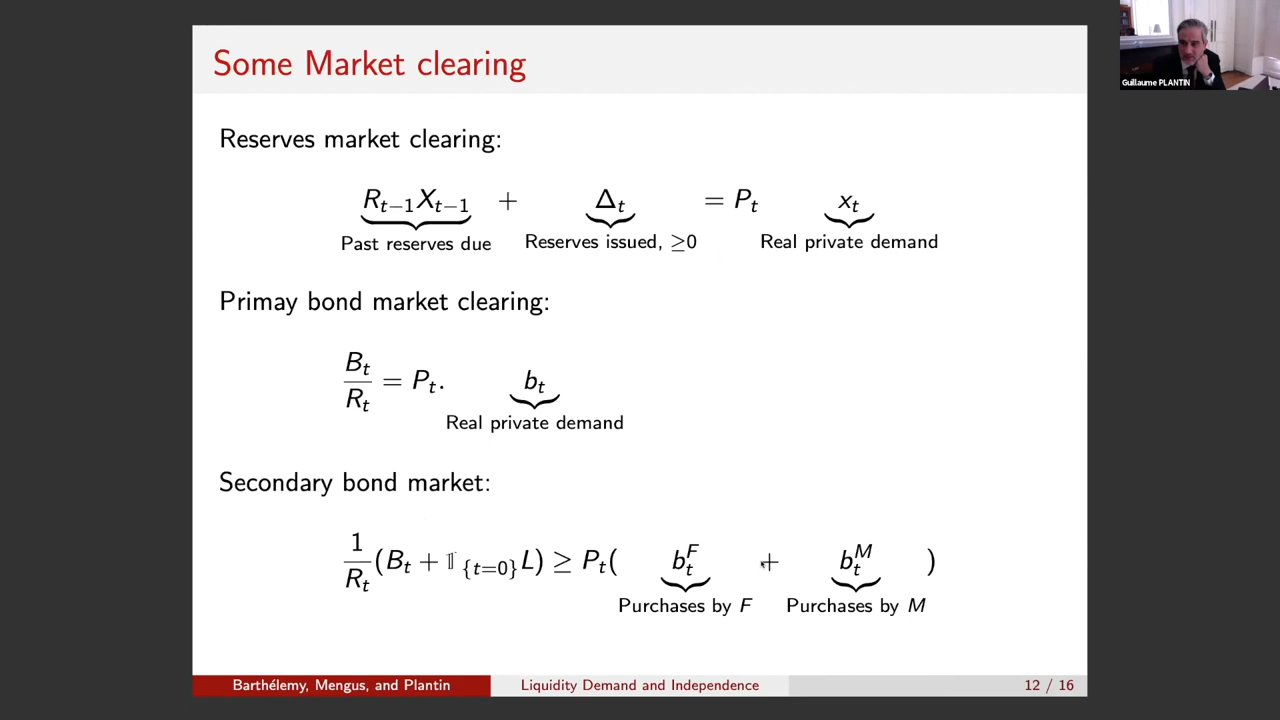 Some Market clearing
Guillaume PLANTIN
Reserves market clearing:
R_{t−1}X_{t−1} + Δ_t = P_t x_t
Past reserves due Reserves issued, ≥0 Real private demand
Primay bond market clearing:
B_t / R_t = P_t. b_t
Real private demand
Secondary bond market:
1 / R_t (B_t + 𝟙_{t=0} L) ≥ P_t( b_t^F + b_t^M )
Purchases by F Purchases by M
Barthélemy, Mengus, and Plantin Liquidity Demand and Independence 12 / 16